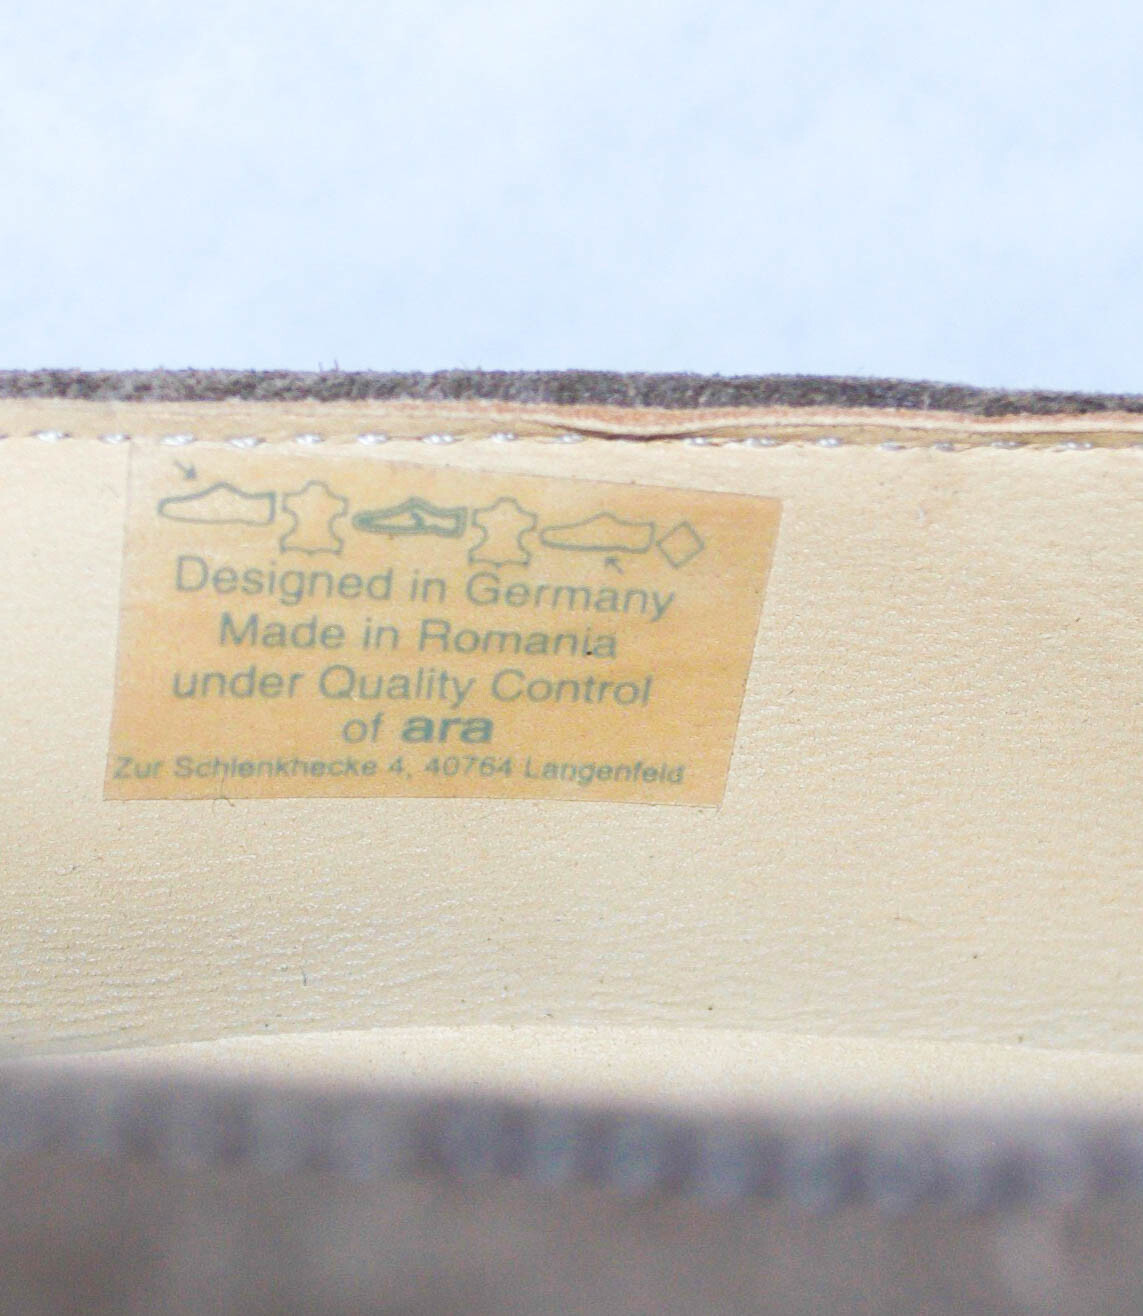 Designed in Germany
Made in Romania
under Quality Control
of ara
Zur Schlenkhecke 4, 40764 Langenfeld